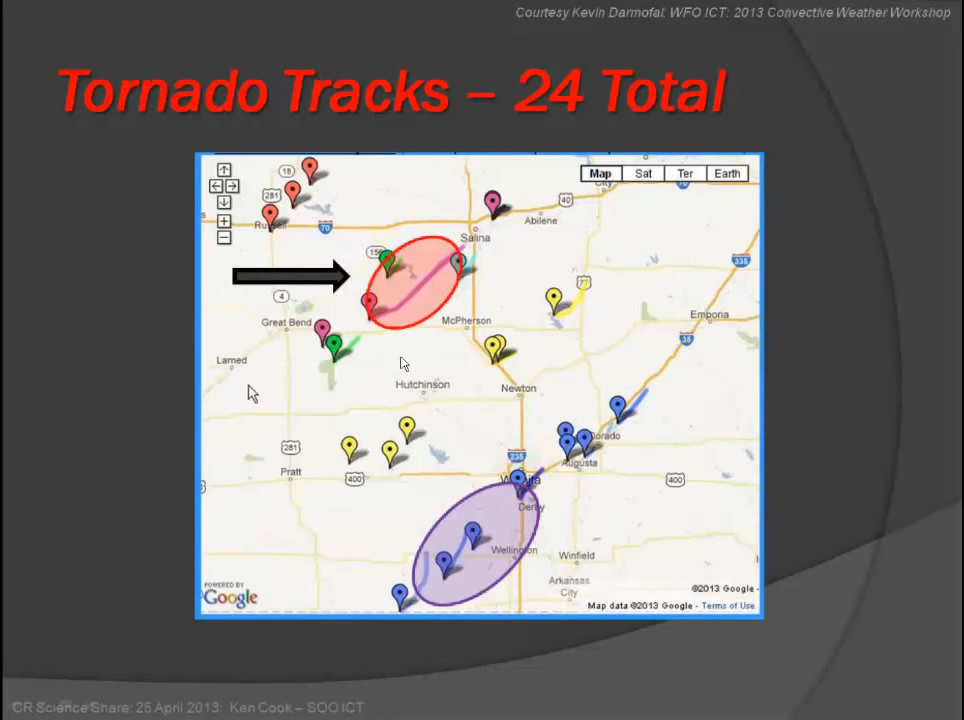 Courtesy Kevin Darmofal: WFO ICT: 2013 Convective Weather Workshop
Tornado Tracks – 24 Total
18
281
70
40
Map
Sat
Ter
Earth
City
70
Abilene
Salina
156
335
4
77
Great Bend
McPherson
Emporia
35
Larned
Hutchinson
Newton
281
235
Augusta
Pratt
400
400
Derby
Wellington
Winfield
Arkansas
City
POWERED BY
Google
©2013 Google -
Map data ©2013 Google - Terms of Use
CR Science Share: 25 April 2013: Ken Cook – SOO ICT